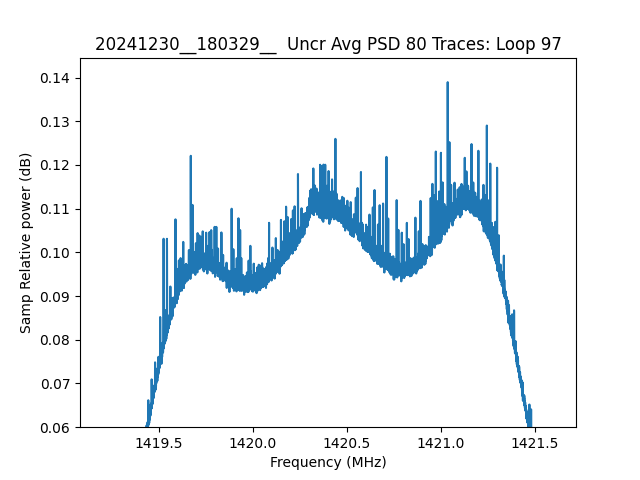 20241230__180329__ Uncr Avg PSD 80 Traces: Loop 97
0.14
0.13
0.12
0.11
0.10
0.09
0.08
0.07
0.06
Samp Relative power (dB)
1419.5 1420.0 1420.5 1421.0 1421.5
Frequency (MHz)